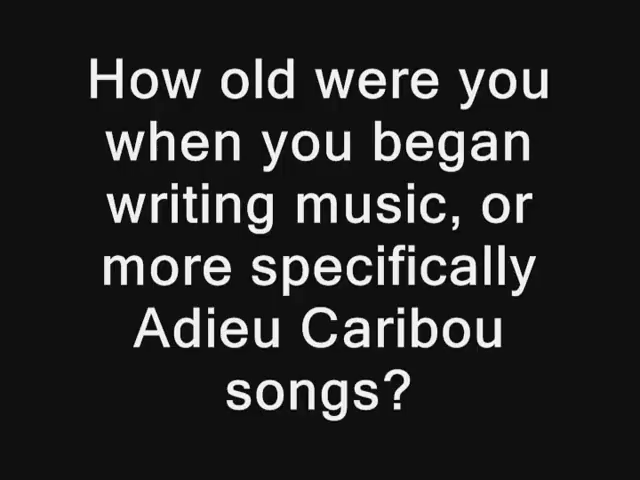 How old were you
when you began
writing music, or
more specifically
Adieu Caribou
songs?